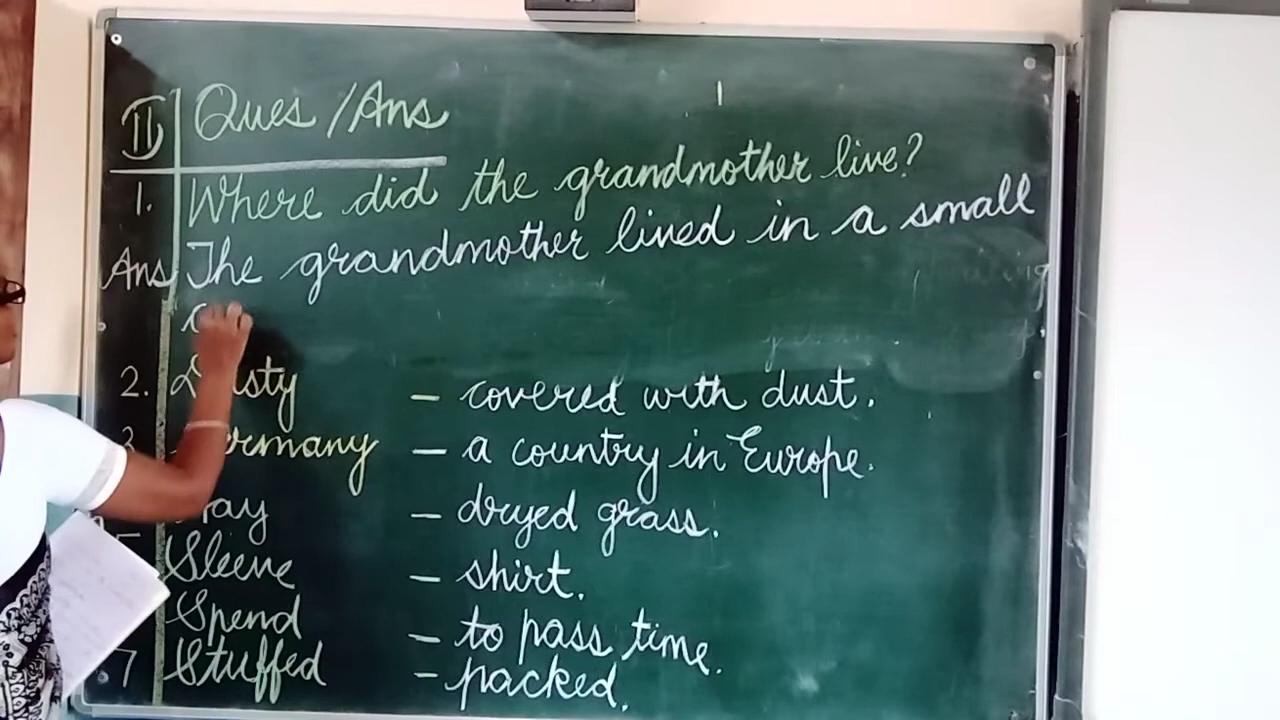 II Ques / Ans
1. Where did the grandmother live?
Ans The grandmother lived in a small
2. Dusty – covered with dust.
3 Germany – a country in Europe.
Hay – dryed grass.
5 Sleeve – shirt.
Spend – to pass time.
7 Stuffed – packed.